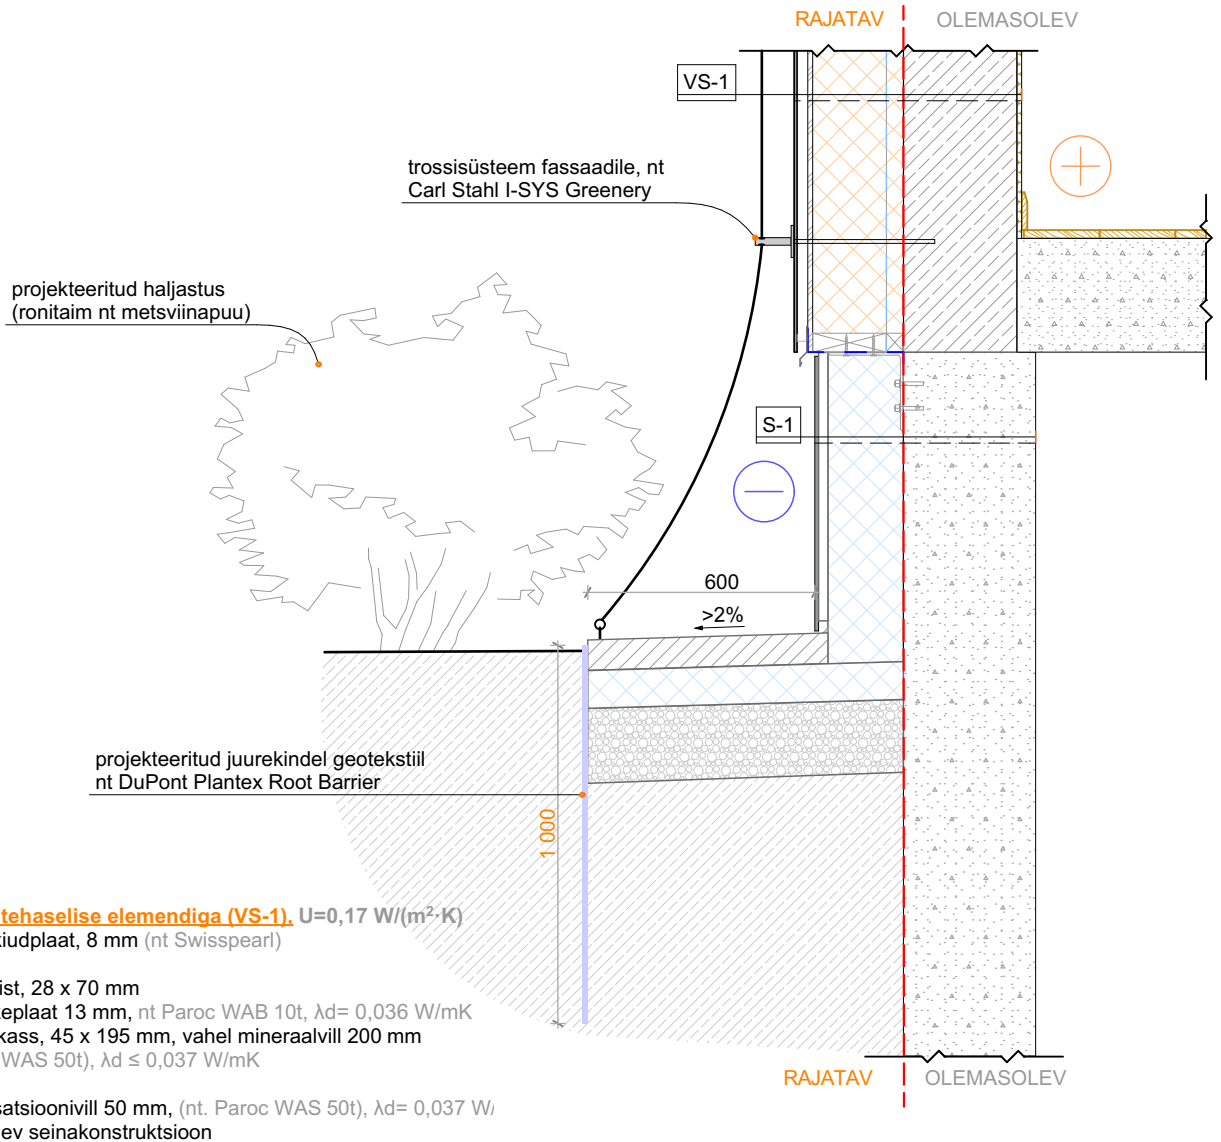 RAJATAV
OLEMASOLEV
VS-1
trossisüsteem fassaadile, nt
Carl Stahl I-SYS Greenery
projekteeritud haljastus
(ronitaim nt metsviinapuu)
S-1
600
>2%
projekteeritud juurekindel geotekstiil
nt DuPont Plantex Root Barrier
1 000
tehaselise elemendiga (VS-1), U=0,17 W/(m²·K)
kiudplaat, 8 mm (nt Swisspearl)
ist, 28 x 70 mm
keplaat 13 mm, nt Paroc WAB 10t, λd= 0,036 W/mK
kass, 45 x 195 mm, vahel mineraalvill 200 mm
WAS 50t), λd ≤ 0,037 W/mK
satsioonivill 50 mm, (nt. Paroc WAS 50t), λd= 0,037 W/
ev seinakonstruktsioon
RAJATAV
OLEMASOLEV